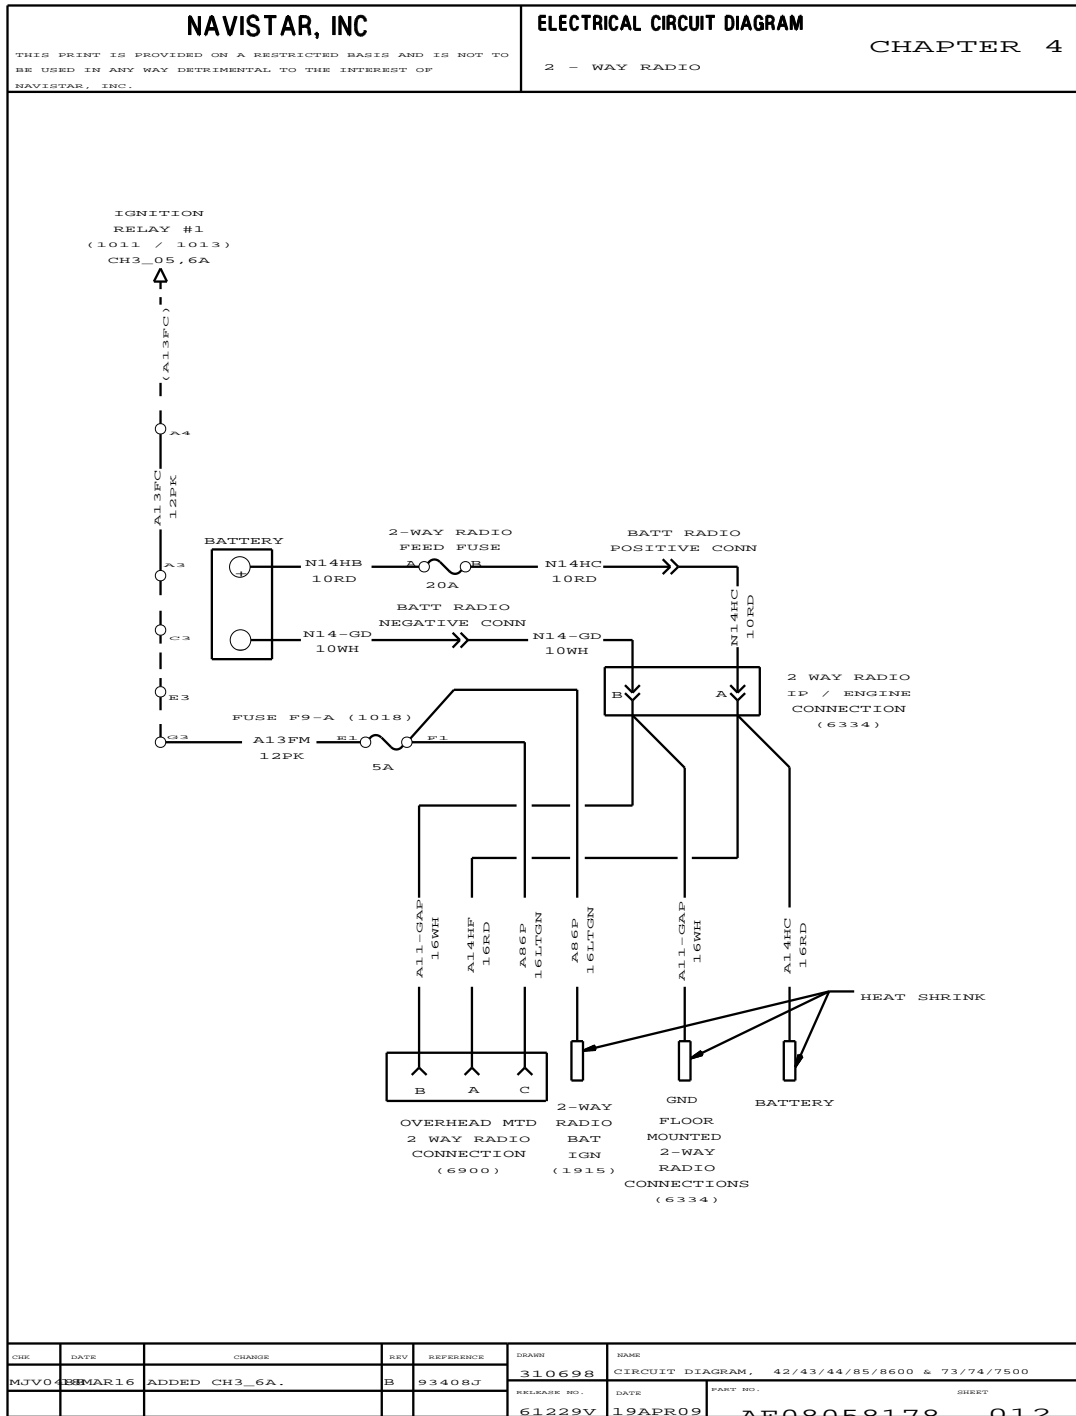 NAVISTAR, INC
THIS PRINT IS PROVIDED ON A RESTRICTED BASIS AND IS NOT TO
BE USED IN ANY WAY DETRIMENTAL TO THE INTEREST OF
NAVISTAR, INC.
ELECTRICAL CIRCUIT DIAGRAM
2 - WAY RADIO
CHAPTER 4
IGNITION
RELAY #1
(1011 / 1013)
CH3_05,6A
(A13FC)
A4
A13FC
12PK
A3
C3
E3
G3
BATTERY
+
N14HB
10RD
2-WAY RADIO
FEED FUSE
A
B
20A
N14HC
10RD
BATT RADIO
POSITIVE CONN
N14HC
10RD
N14-GD
10WH
BATT RADIO
NEGATIVE CONN
N14-GD
10WH
B
A
2 WAY RADIO
IP / ENGINE
CONNECTION
(6334)
FUSE F9-A (1018)
A13FM
12PK
E1
F1
5A
A11-GAP
16WH
A14HF
16RD
A86P
16LTGN
A86P
16LTGN
A11-GAP
16WH
A14HC
16RD
HEAT SHRINK
B
A
C
OVERHEAD MTD
2 WAY RADIO
CONNECTION
(6900)
2-WAY
RADIO
BAT
IGN
(1915)
GND
FLOOR
MOUNTED
2-WAY
RADIO
CONNECTIONS
(6334)
BATTERY
CHK
DATE
CHANGE
REV
REFERENCE
DRAWN
NAME
ADDED CH3_6A.
B
93408J
310698
CIRCUIT DIAGRAM, 42/43/44/85/8600 & 73/74/7500
RELEASE NO.
DATE
PART NO.
SHEET
61229V
19APR09
AE08058178
012